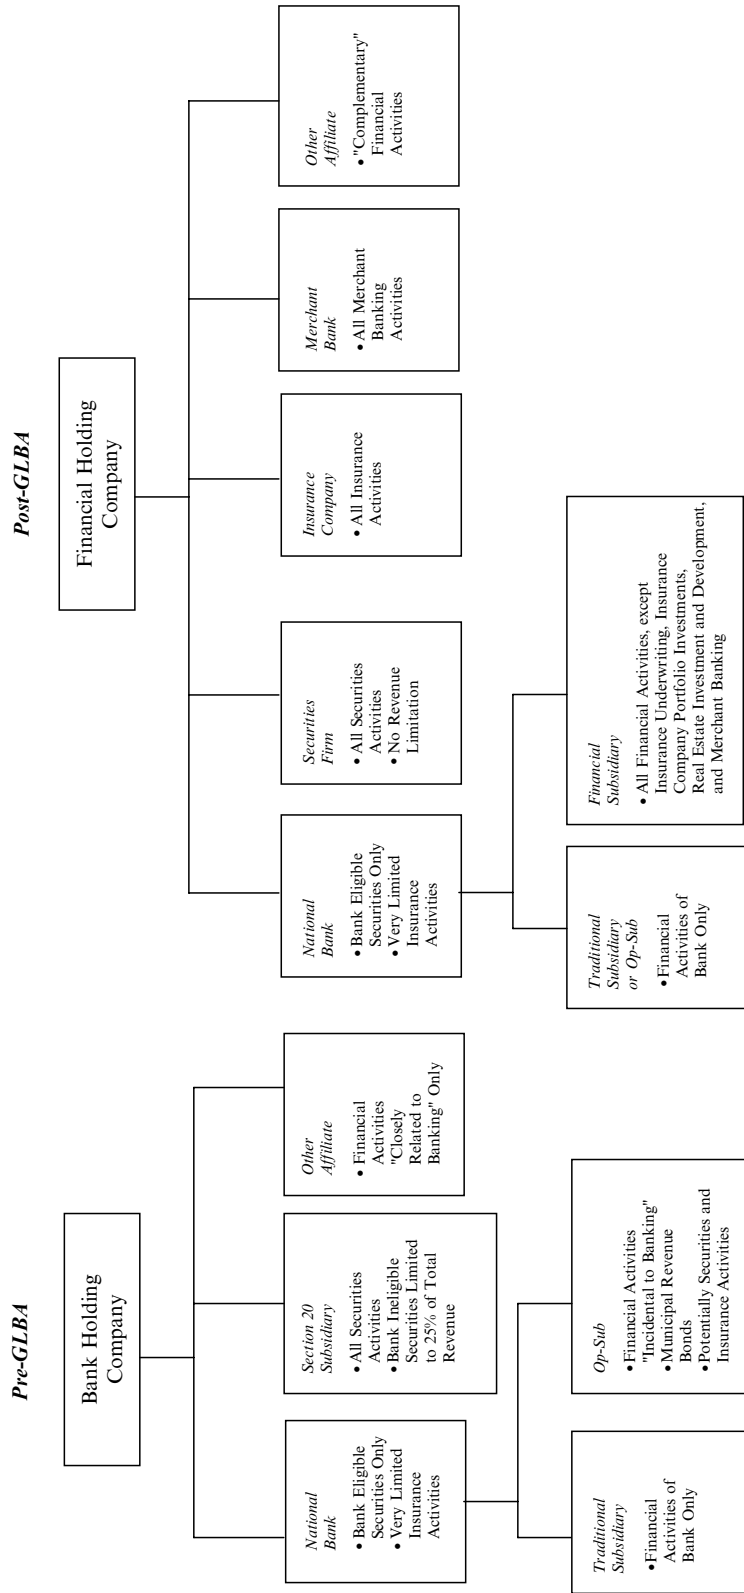 Pre-GLBA
Bank Holding
Company
National
Bank
• Bank Eligible
Securities Only
• Very Limited
Insurance
Activities
Section 20
Subsidiary
• All Securities
Activities
• Bank Ineligible
Securities Limited
to 25% of Total
Revenue
Other
Affiliate
• Financial
Activities
"Closely
Related to
Banking" Only
Traditional
Subsidiary
• Financial
Activities of
Bank Only
Op-Sub
• Financial Activities
"Incidental to Banking"
• Municipal Revenue
Bonds
• Potentially Securities and
Insurance Activities
Post-GLBA
Financial Holding
Company
National
Bank
• Bank Eligible
Securities Only
• Very Limited
Insurance
Activities
Securities
Firm
• All Securities
Activities
• No Revenue
Limitation
Insurance
Company
• All Insurance
Activities
Merchant
Bank
• All Merchant
Banking
Activities
Other
Affiliate
• "Complementary"
Financial
Activities
Traditional
Subsidiary
or Op-Sub
• Financial
Activities of
Bank Only
Financial
Subsidiary
• All Financial Activities, except
Insurance Underwriting, Insurance
Company Portfolio Investments,
Real Estate Investment and Development,
and Merchant Banking